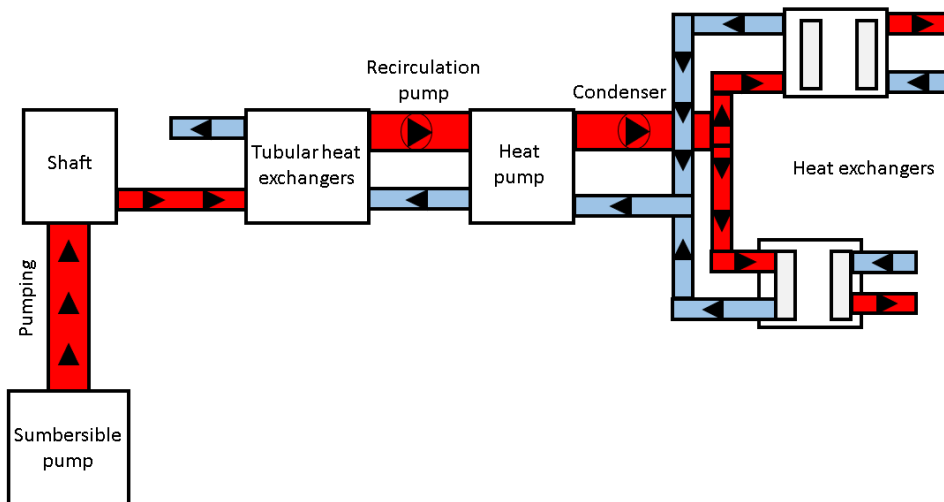 Recirculation
pump
Condenser
Shaft
Tubular heat
exchangers
Heat
pump
Heat exchangers
Pumping
Sumbersible
pump